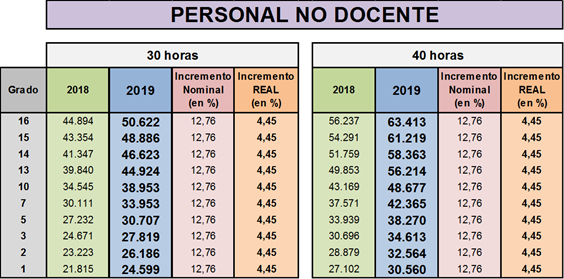 PERSONAL NO DOCENTE
30 horas 40 horas
Grado 2018 2019 Incremento Nominal (en %) Incremento REAL (en %) 2018 2019 Incremento Nominal (en %) Incremento REAL (en %)
16 44.894 50.622 12,76 4,45 56.237 63.413 12,76 4,45
15 43.354 48.886 12,76 4,45 54.291 61.219 12,76 4,45
14 41.347 46.623 12,76 4,45 51.759 58.363 12,76 4,45
13 39.840 44.924 12,76 4,45 49.853 56.214 12,76 4,45
10 34.545 38.953 12,76 4,45 43.169 48.677 12,76 4,45
7 30.111 33.953 12,76 4,45 37.571 42.365 12,76 4,45
5 27.232 30.707 12,76 4,45 33.939 38.270 12,76 4,45
3 24.671 27.819 12,76 4,45 30.696 34.613 12,76 4,45
2 23.223 26.186 12,76 4,45 28.879 32.564 12,76 4,45
1 21.815 24.599 12,76 4,45 27.102 30.560 12,76 4,45